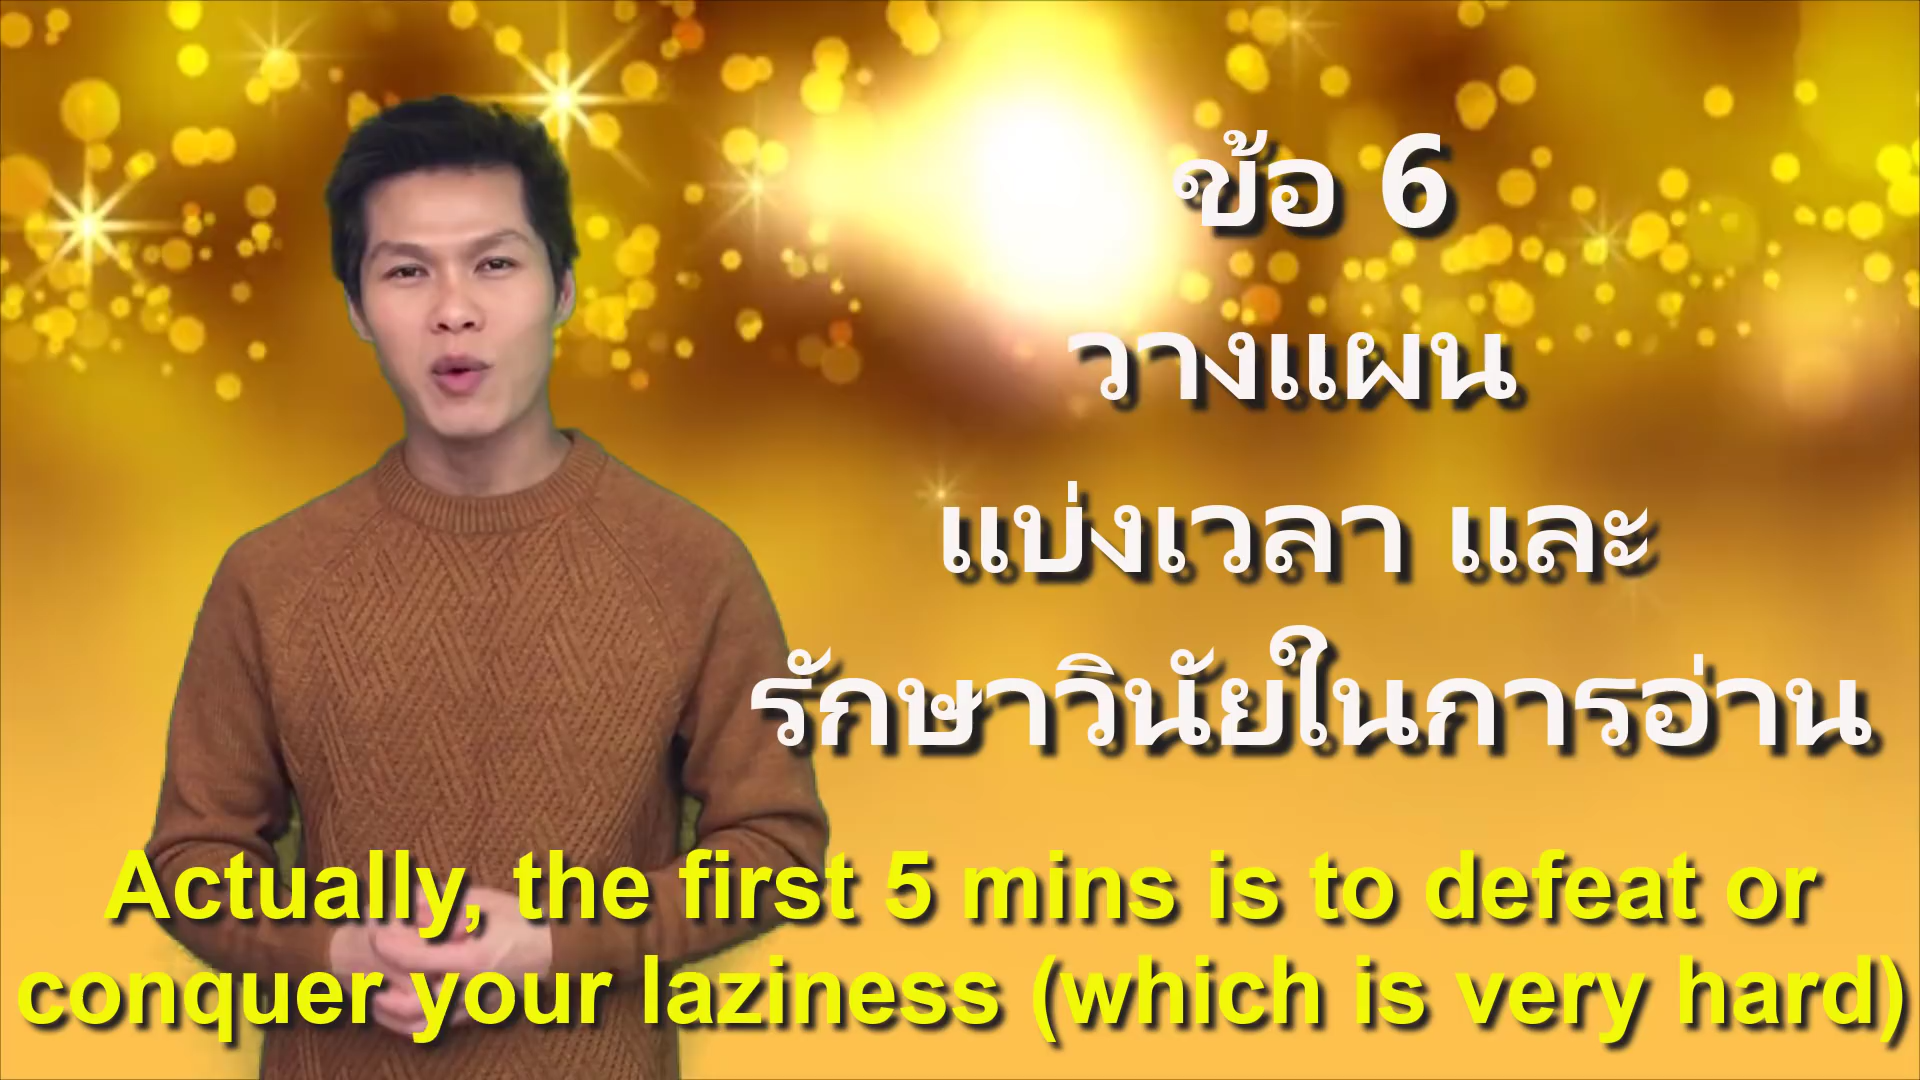 ข้อ 6
วางแผน
แบ่งเวลา และ
รักษาวินัยในการอ่าน
Actually, the first 5 mins is to defeat or
conquer your laziness (which is very hard)